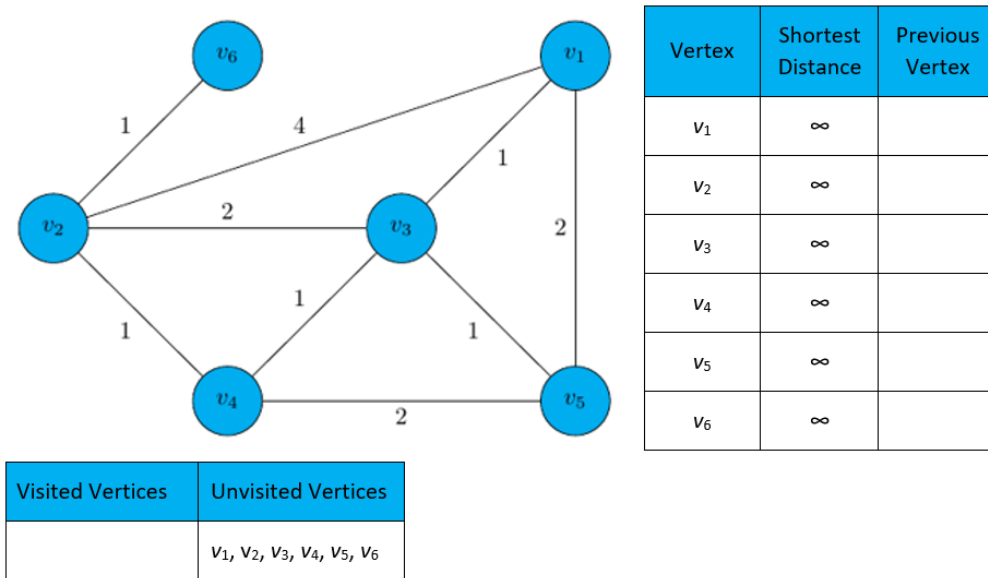 v₆
v₁
1
4
1
v₂
2
v₃
2
1
1
1
v₄
2
v₅
Vertex Shortest Distance Previous Vertex
v₁ ∞
v₂ ∞
v₃ ∞
v₄ ∞
v₅ ∞
v₆ ∞
Visited Vertices Unvisited Vertices
v₁, v₂, v₃, v₄, v₅, v₆